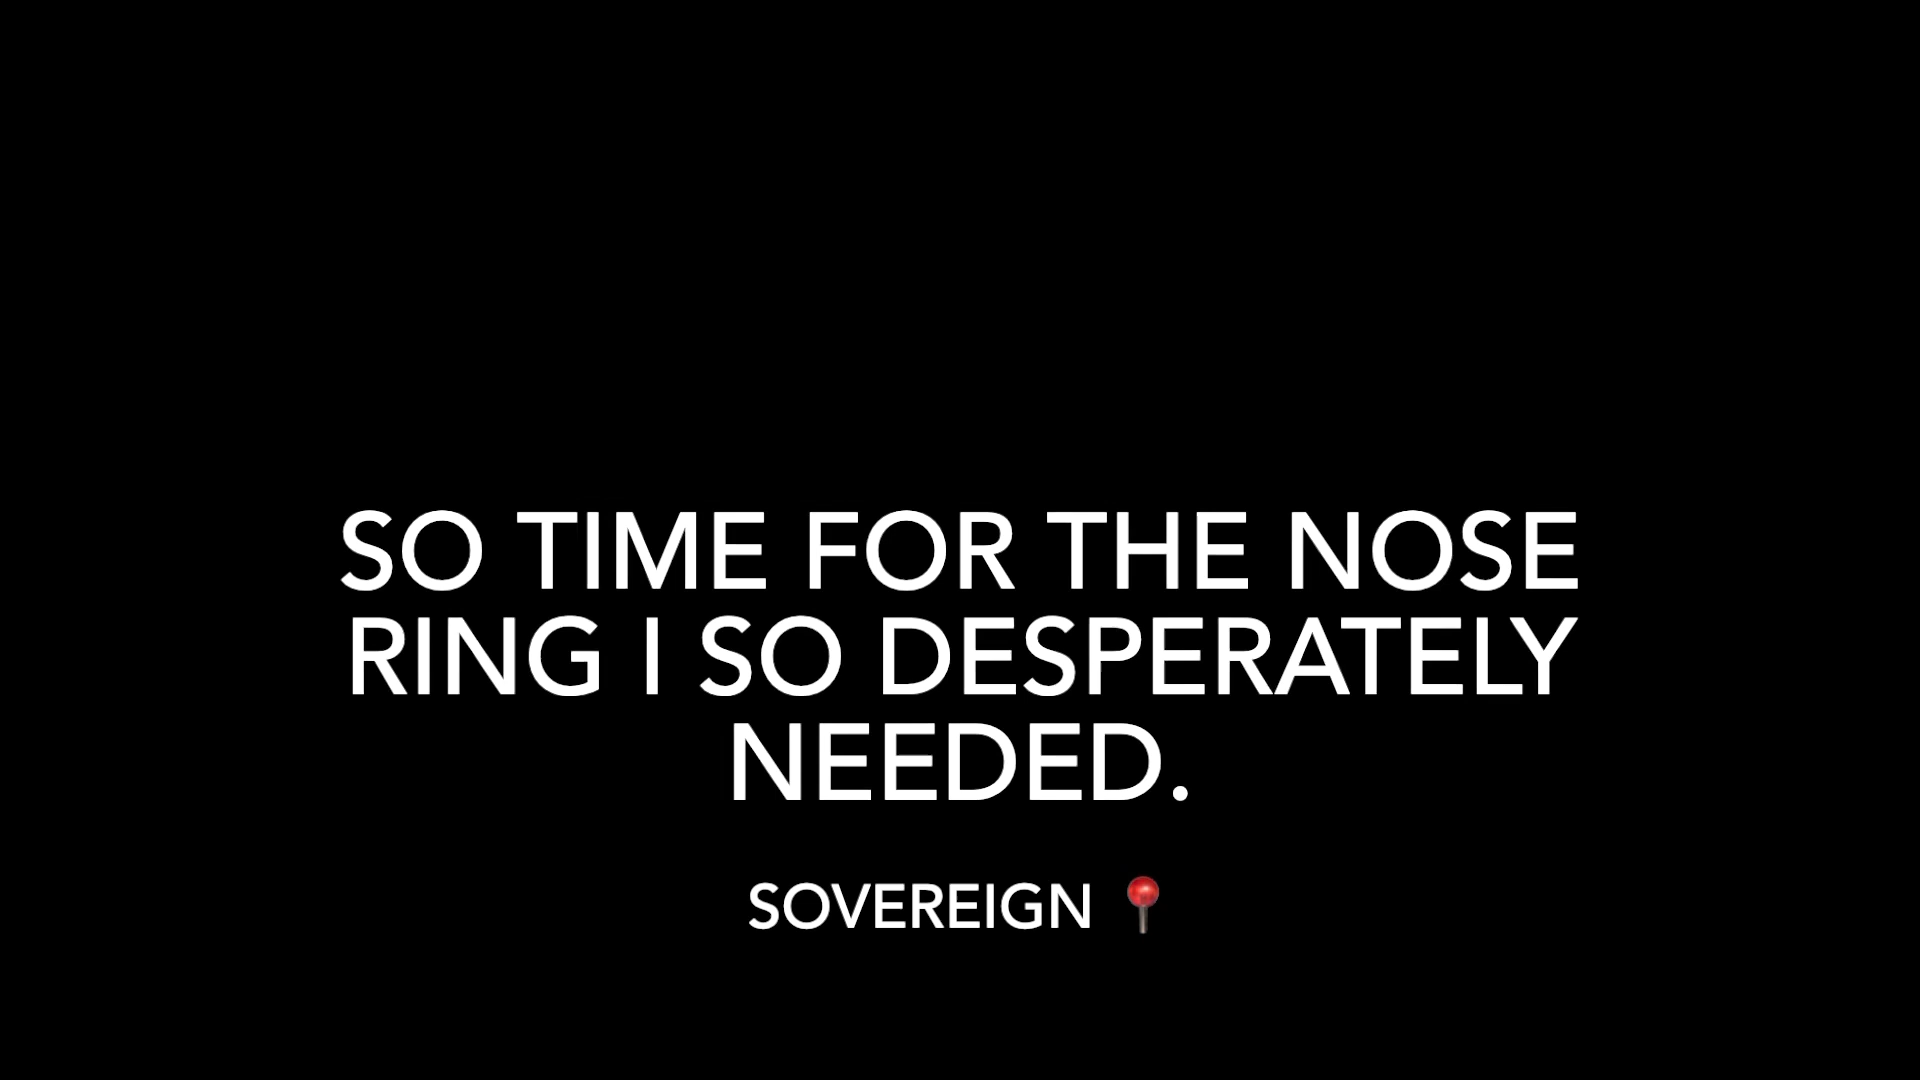 SO TIME FOR THE NOSE
RING I SO DESPERATELY
NEEDED.
SOVEREIGN 📍